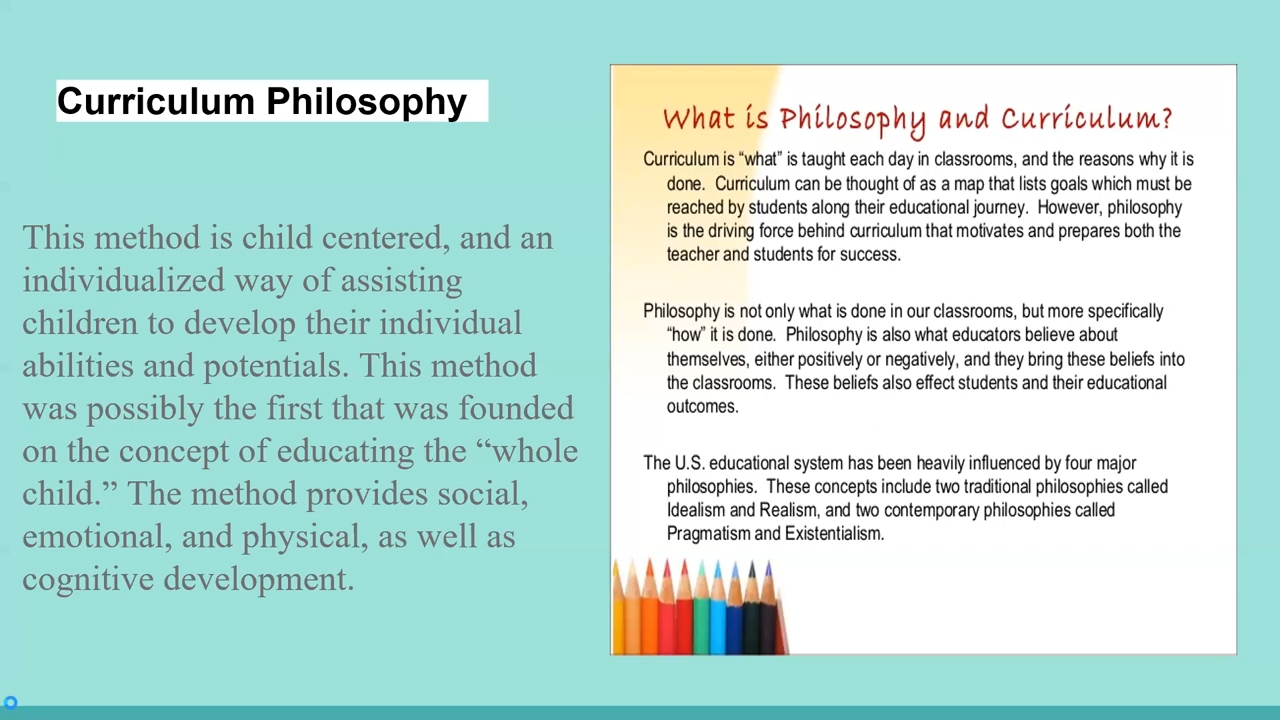 Curriculum Philosophy
This method is child centered, and an
individualized way of assisting
children to develop their individual
abilities and potentials. This method
was possibly the first that was founded
on the concept of educating the “whole
child.” The method provides social,
emotional, and physical, as well as
cognitive development.
What is Philosophy and Curriculum?
Curriculum is “what” is taught each day in classrooms, and the reasons why it is
done. Curriculum can be thought of as a map that lists goals which must be
reached by students along their educational journey. However, philosophy
is the driving force behind curriculum that motivates and prepares both the
teacher and students for success.
Philosophy is not only what is done in our classrooms, but more specifically
“how” it is done. Philosophy is also what educators believe about
themselves, either positively or negatively, and they bring these beliefs into
the classrooms. These beliefs also effect students and their educational
outcomes.
The U.S. educational system has been heavily influenced by four major
philosophies. These concepts include two traditional philosophies called
Idealism and Realism, and two contemporary philosophies called
Pragmatism and Existentialism.